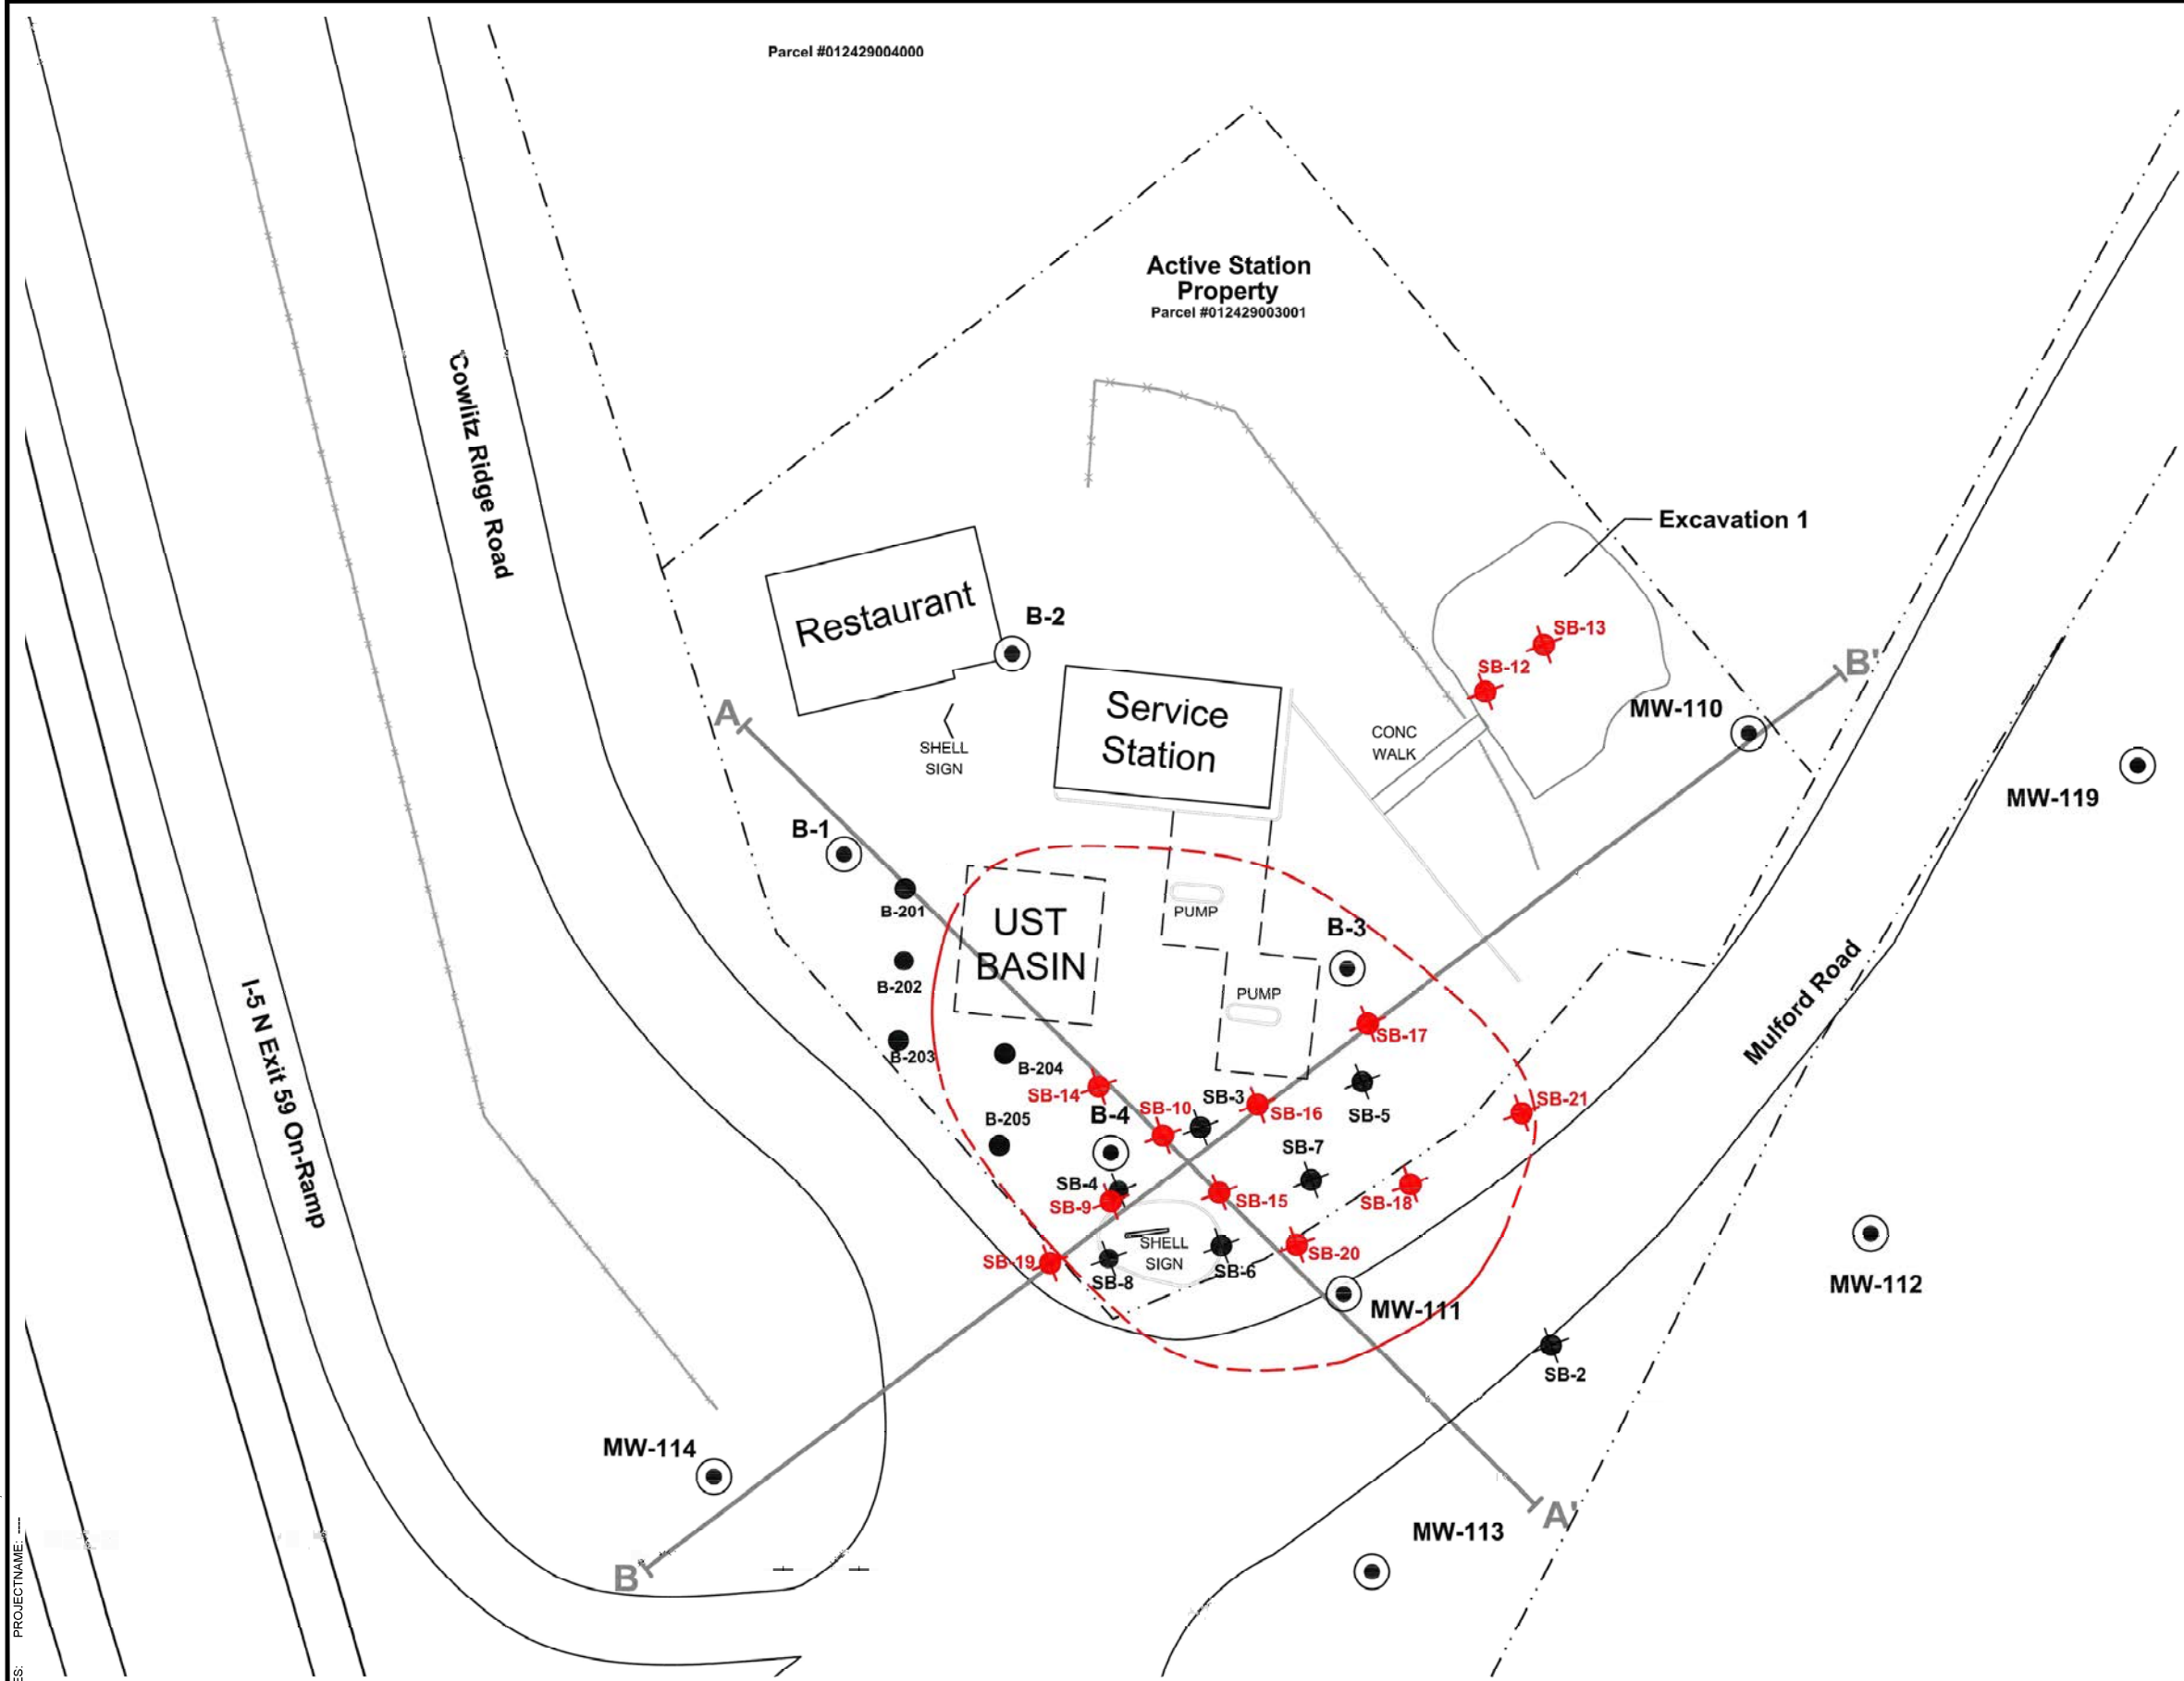 Parcel #012429004000
Active Station
Property
Parcel #012429003001
Cowlitz Ridge Road
Excavation 1
Restaurant
B-2
SB-13
SB-12
B'
MW-110
Service
Station
CONC
WALK
A
SHELL
SIGN
MW-119
B-1
B-201
UST
BASIN
PUMP
B-3
B-202
PUMP
Mulford Road
I-5 N Exit 59 On-Ramp
SB-17
B-203
B-204
SB-14
SB-10
SB-3
SB-16
SB-5
SB-21
B-205
B-4
SB-7
SB-4
SB-9
SB-15
SB-18
SHELL
SIGN
SB-20
SB-19
SB-8
SB-6
MW-111
MW-112
SB-2
MW-114
A'
MW-113
B
PROJECTNAME: ----
ES: